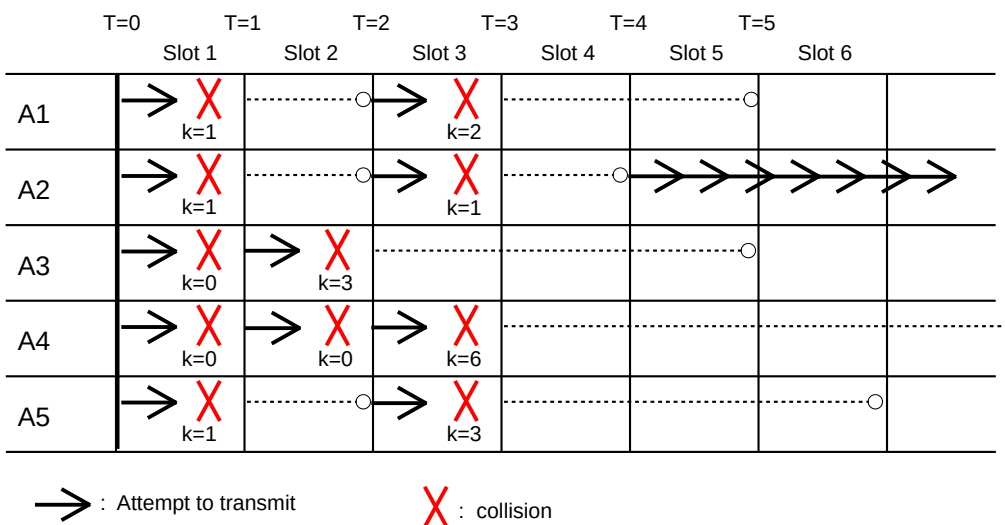 T=0 T=1 T=2 T=3 T=4 T=5
Slot 1 Slot 2 Slot 3 Slot 4 Slot 5 Slot 6
A1
k=1 k=2
A2
k=1 k=1
A3
k=0 k=3
A4
k=0 k=0 k=6
A5
k=1 k=3
: Attempt to transmit
: collision